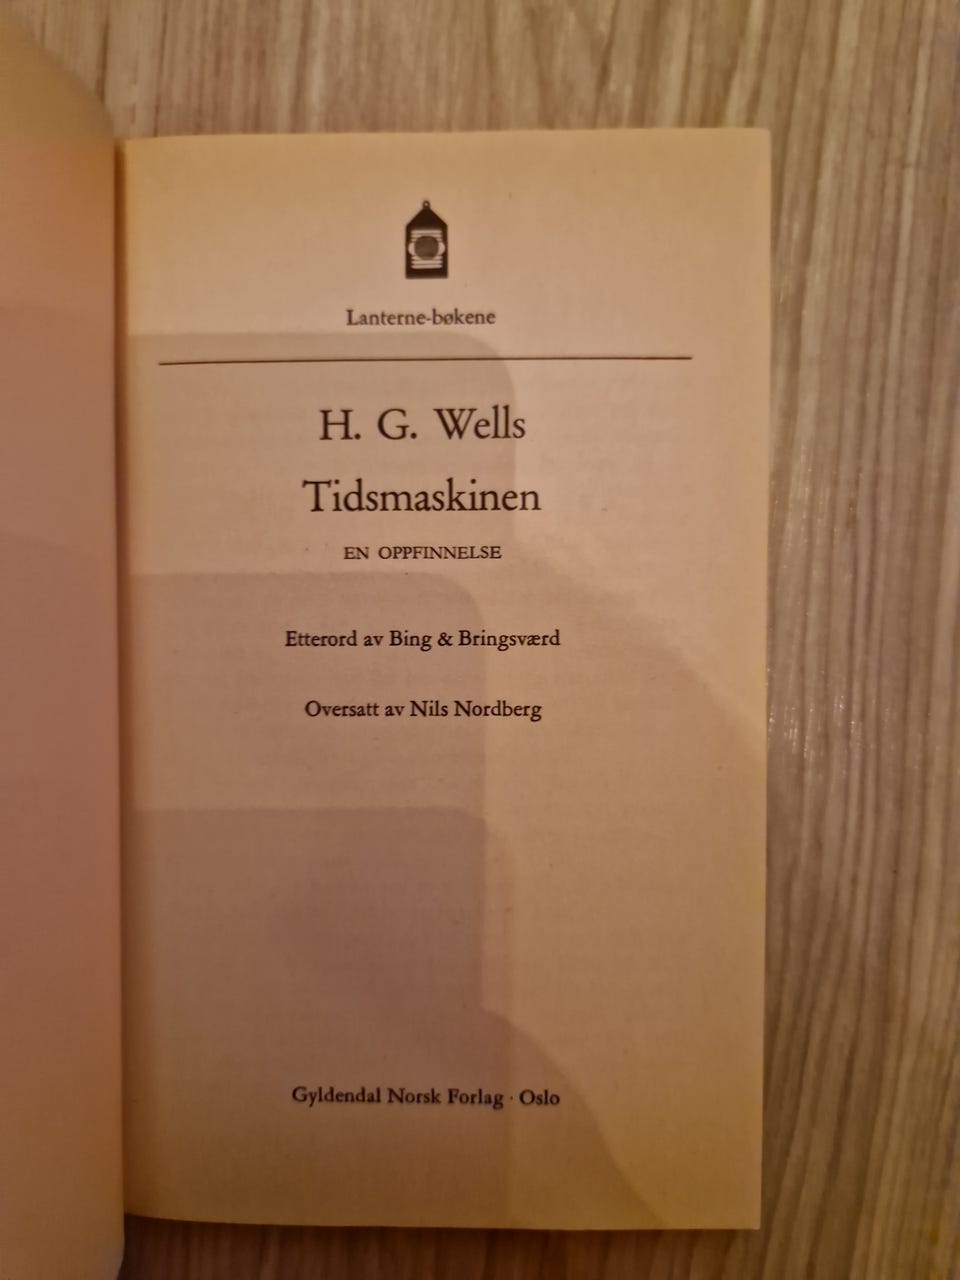 Lanterne-bøkene
H. G. Wells
Tidsmaskinen
EN OPPFINNELSE
Etterord av Bing & Bringsværd
Oversatt av Nils Nordberg
Gyldendal Norsk Forlag · Oslo